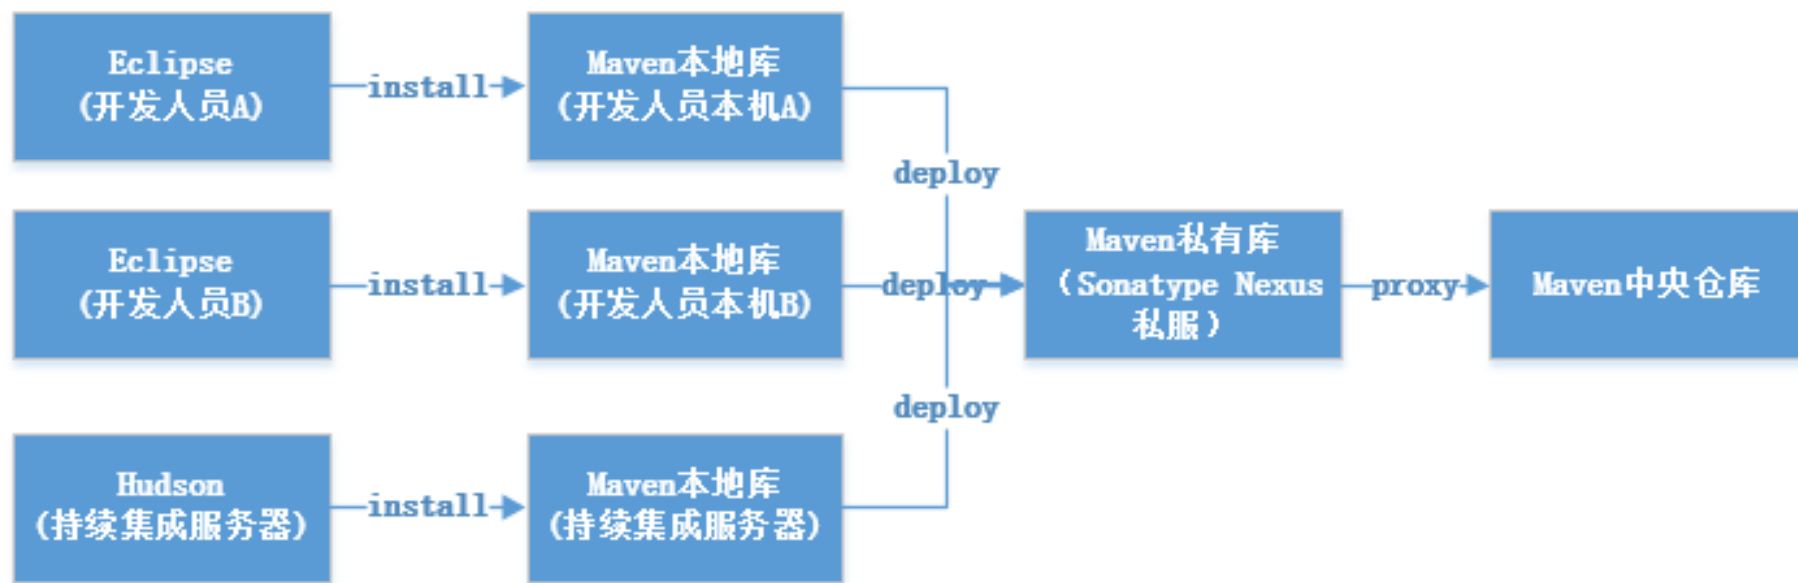 Eclipse
(开发人员A)
install
Maven本地库
(开发人员本机A)
deploy
Eclipse
(开发人员B)
install
Maven本地库
(开发人员本机B)
deploy
Maven私有库
（Sonatype Nexus
私服）
proxy
Maven中央仓库
Hudson
(持续集成服务器)
install
Maven本地库
(持续集成服务器)
deploy